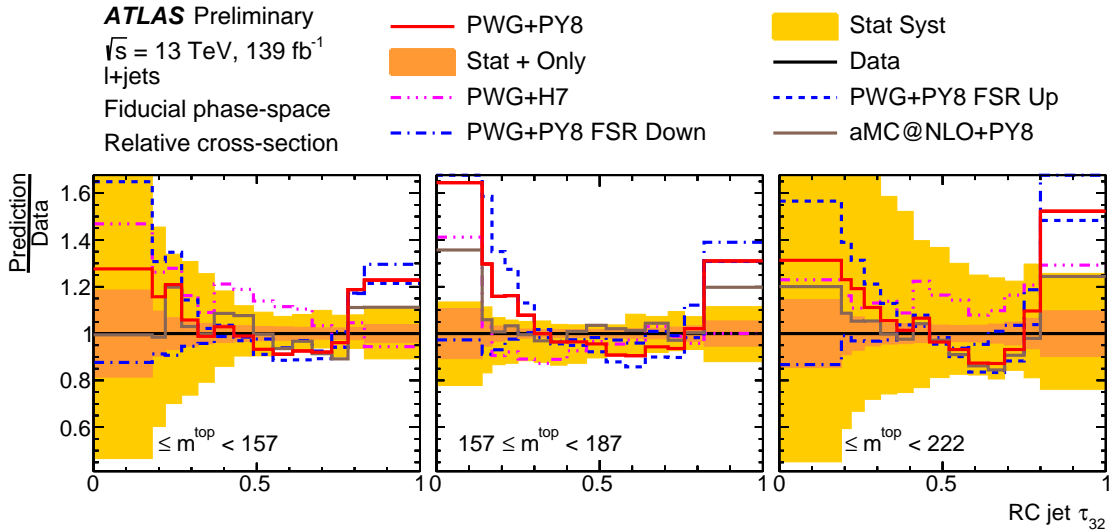 ATLAS Preliminary
√s = 13 TeV, 139 fb⁻¹
l+jets
Fiducial phase-space
Relative cross-section
PWG+PY8
Stat + Only
PWG+H7
PWG+PY8 FSR Down
Stat Syst
Data
PWG+PY8 FSR Up
aMC@NLO+PY8
Prediction
Data
1.6
1.4
1.2
1
0.8
0.6
≤ m^top < 157
157 ≤ m^top < 187
≤ m^top < 222
0 0.5 1
0 0.5 1
0 0.5 1
RC jet τ₃₂